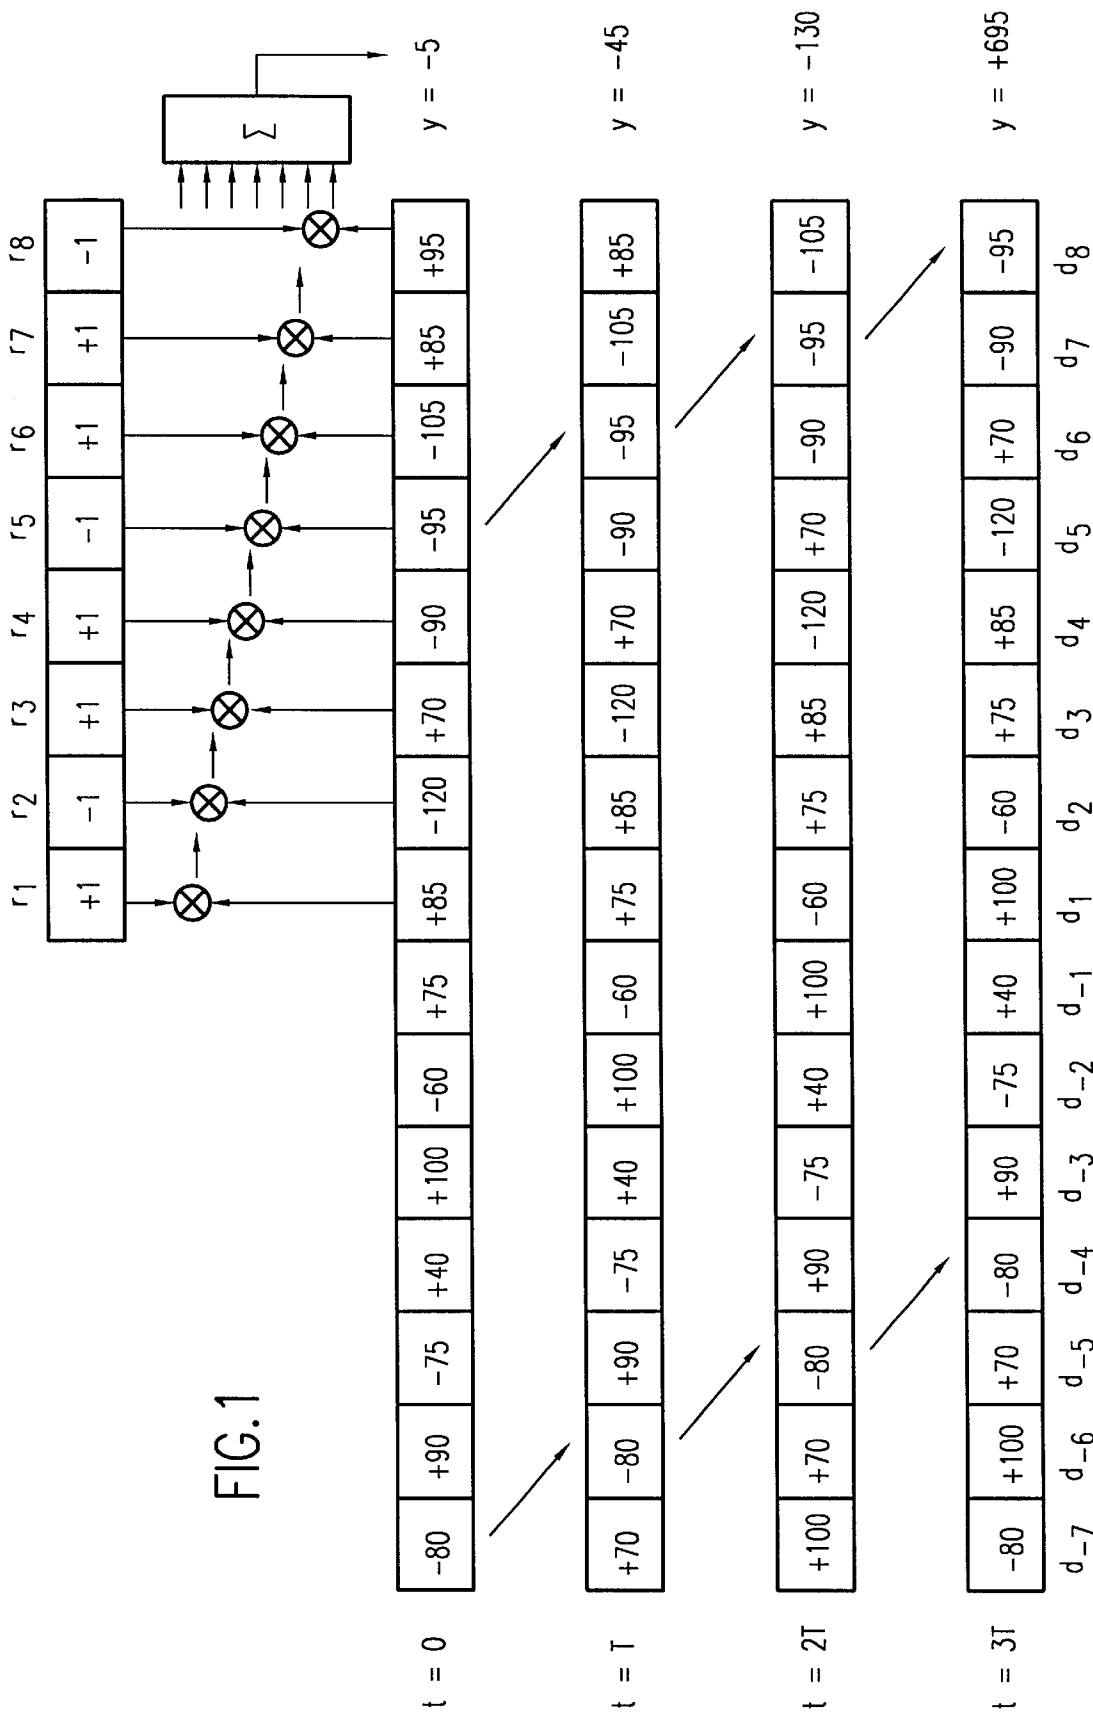 FIG.1
r1 r2 r3 r4 r5 r6 r7 r8
+1 −1 +1 +1 −1 +1 +1 −1
Σ
t = 0 −80 +90 −75 +40 +100 −60 +75 +85 −120 +70 −90 −95 −105 +85 +95 y = −5
t = T +70 −80 +90 −75 +40 +100 −60 +75 +85 −120 +70 −90 −95 −105 +85 y = −45
t = 2T +100 +70 −80 +90 −75 +40 +100 −60 +75 +85 −120 +70 −90 −95 −105 y = −130
t = 3T −80 +100 +70 −80 +90 −75 +40 +100 −60 +75 +85 −120 +70 −90 −95 y = +695
d−7 d−6 d−5 d−4 d−3 d−2 d−1 d1 d2 d3 d4 d5 d6 d7 d8